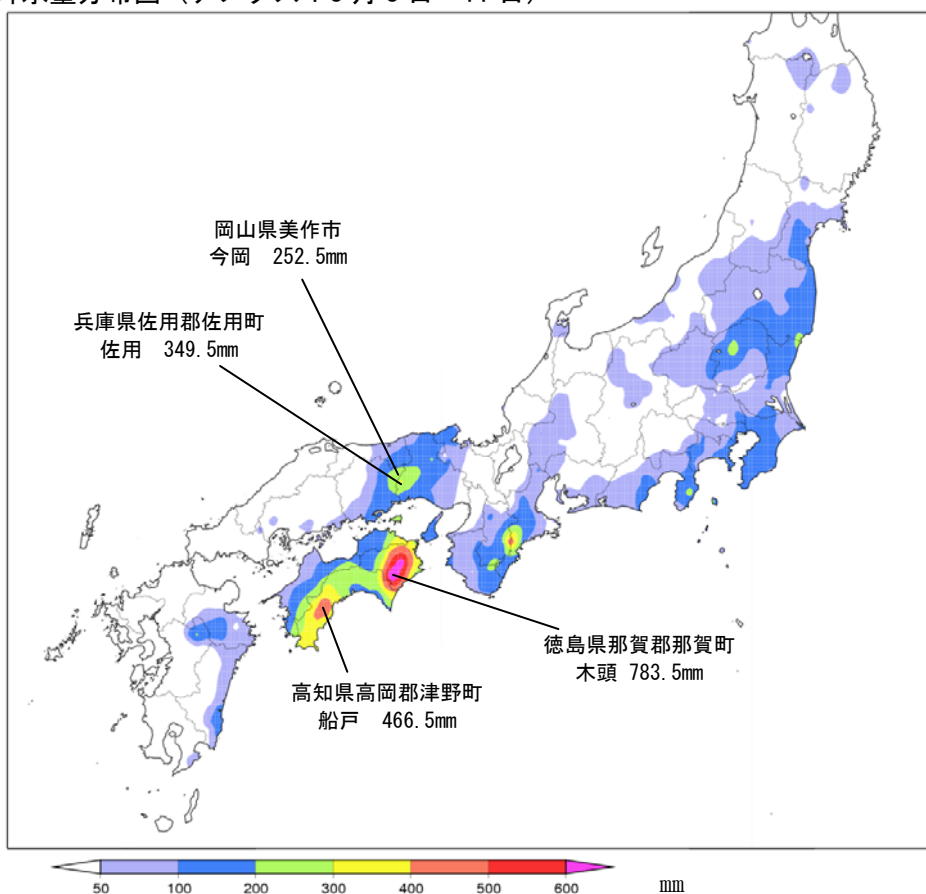 岡山県美作市
今岡 252.5mm
兵庫県佐用郡佐用町
佐用 349.5mm
徳島県那賀郡那賀町
木頭 783.5mm
高知県高岡郡津野町
船戸 466.5mm
50 100 200 300 400 500 600 mm